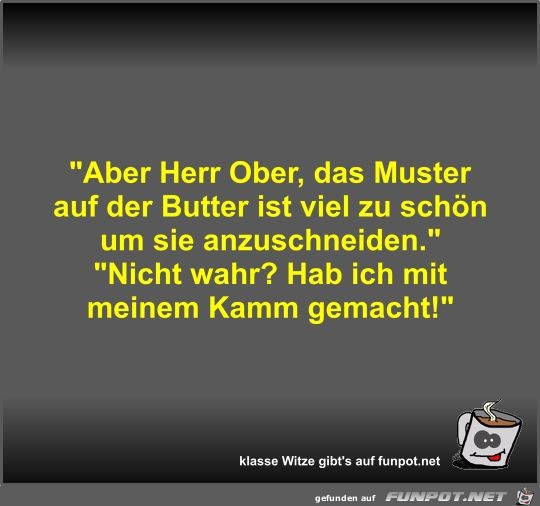 "Aber Herr Ober, das Muster
auf der Butter ist viel zu schön
um sie anzuschneiden."
"Nicht wahr? Hab ich mit
meinem Kamm gemacht!"
klasse Witze gibt's auf funpot.net
gefunden auf FUNPOT.NET